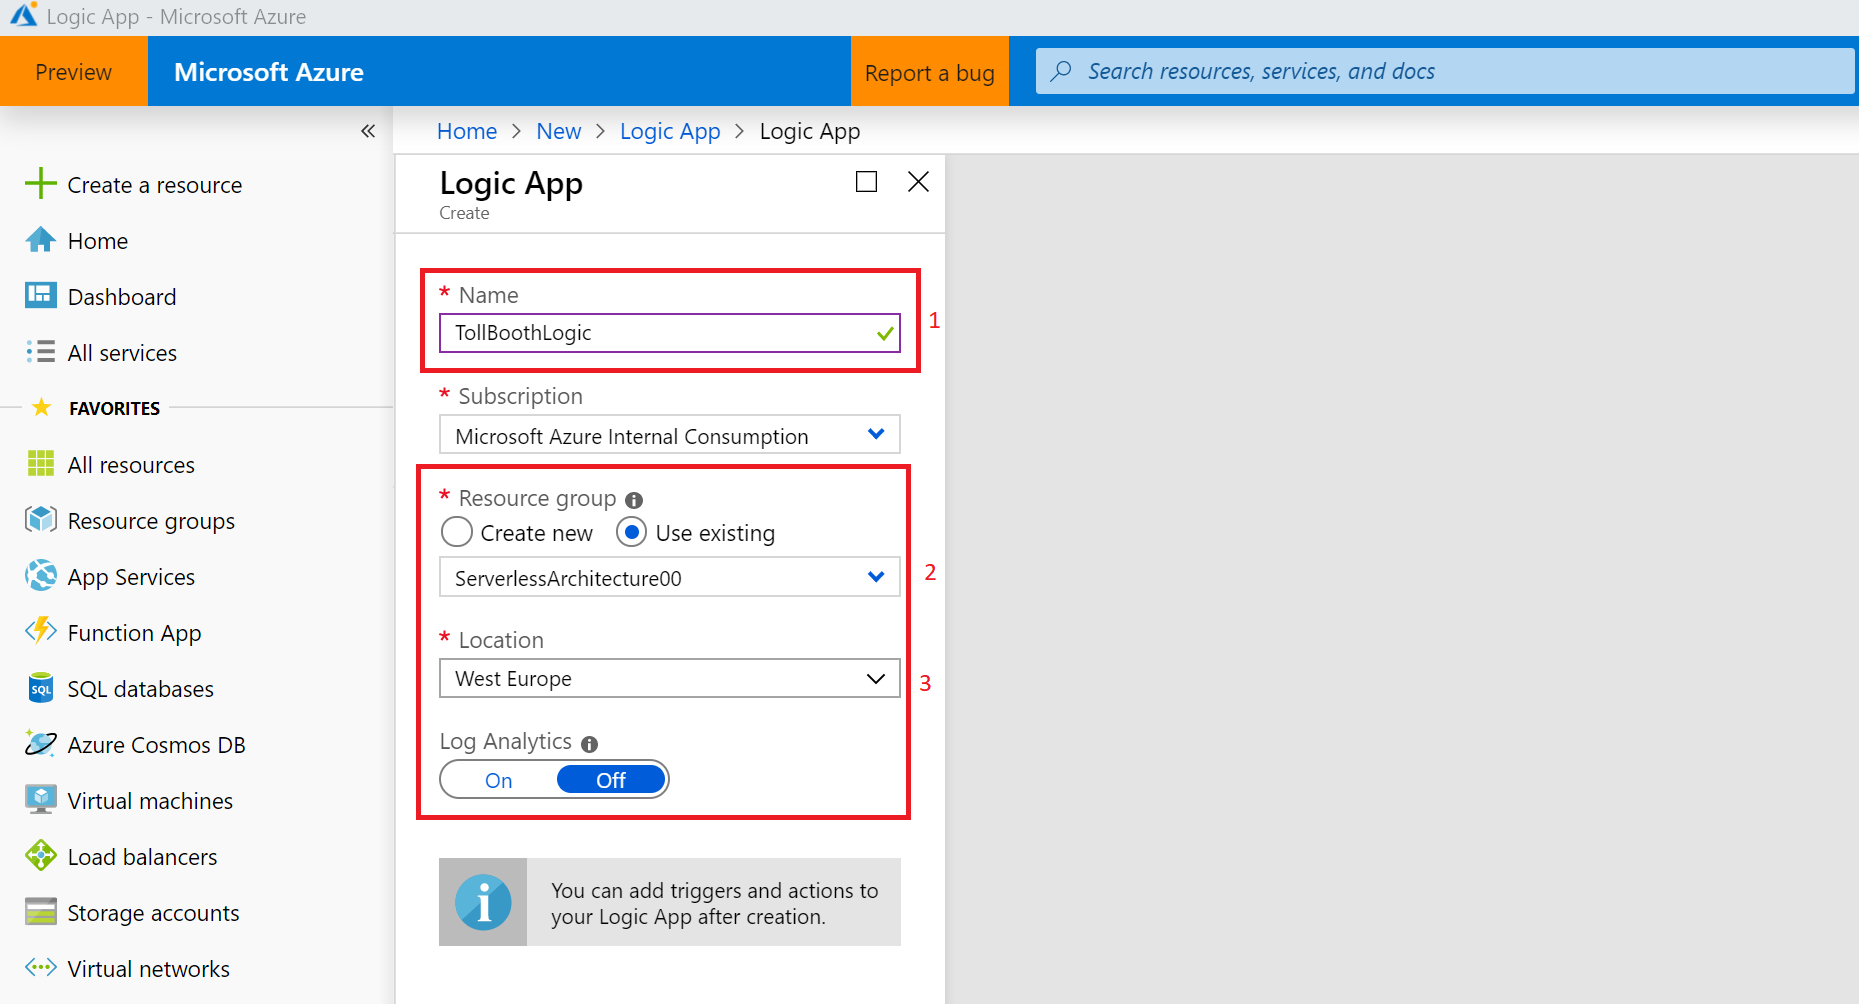 Logic App - Microsoft Azure
Preview
Microsoft Azure
Report a bug
Search resources, services, and docs
«
Home > New > Logic App > Logic App
Create a resource
Home
Dashboard
All services
FAVORITES
All resources
Resource groups
App Services
Function App
SQL
SQL databases
Azure Cosmos DB
Virtual machines
Load balancers
Storage accounts
Virtual networks
Logic App
Create
* Name
TollBoothLogic
1
* Subscription
Microsoft Azure Internal Consumption
* Resource group
Create new Use existing
ServerlessArchitecture00
2
* Location
West Europe
3
Log Analytics
On Off
You can add triggers and actions to
your Logic App after creation.